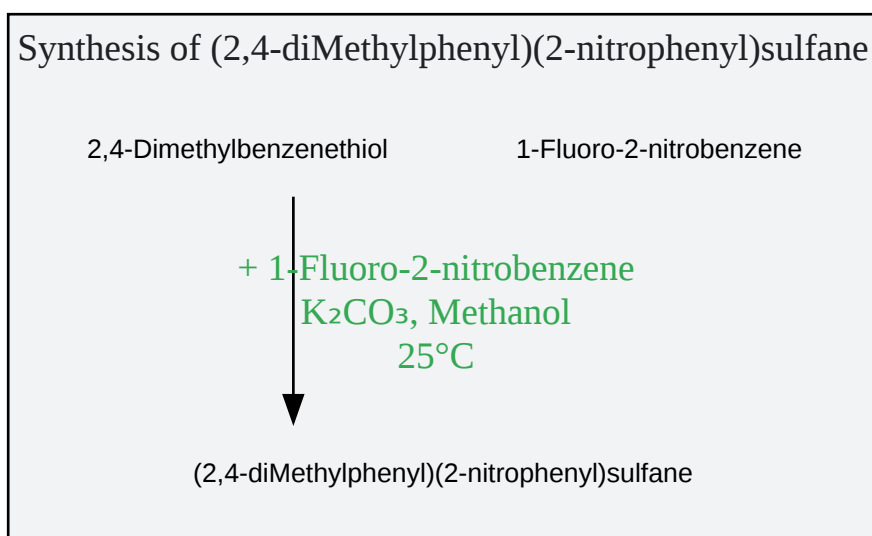 Synthesis of (2,4-diMethylphenyl)(2-nitrophenyl)sulfane
2,4-Dimethylbenzenethiol 1-Fluoro-2-nitrobenzene
+ 1-Fluoro-2-nitrobenzene
K₂CO₃, Methanol
25°C
(2,4-diMethylphenyl)(2-nitrophenyl)sulfane